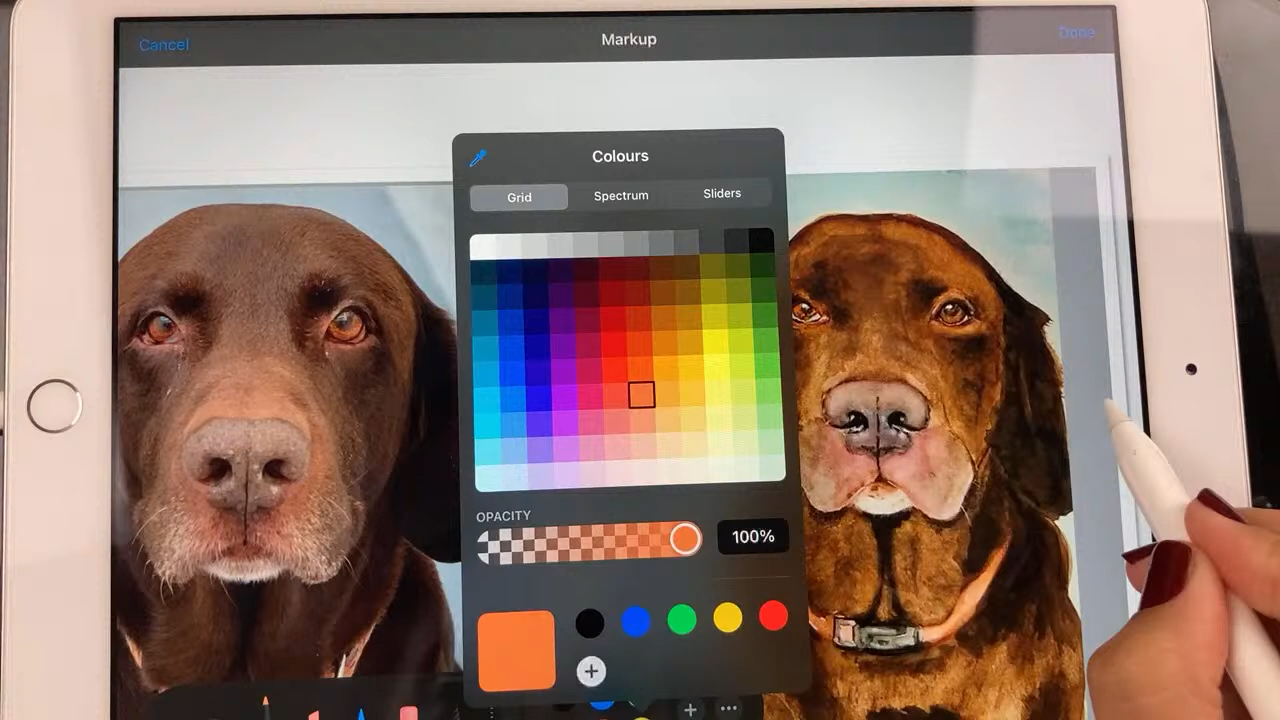 Cancel
Markup
Done
Colours
Grid
Spectrum
Sliders
OPACITY
100%